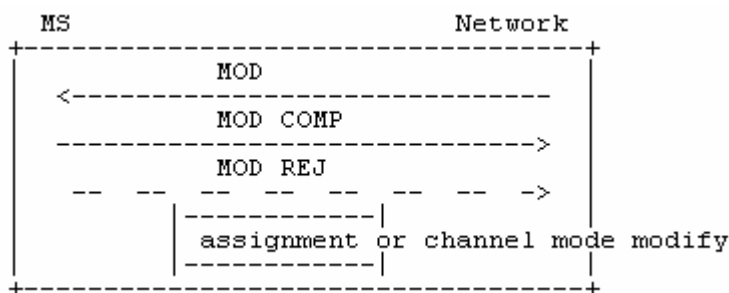 MS Network
MOD
MOD COMP
MOD REJ
assignment or channel mode modify